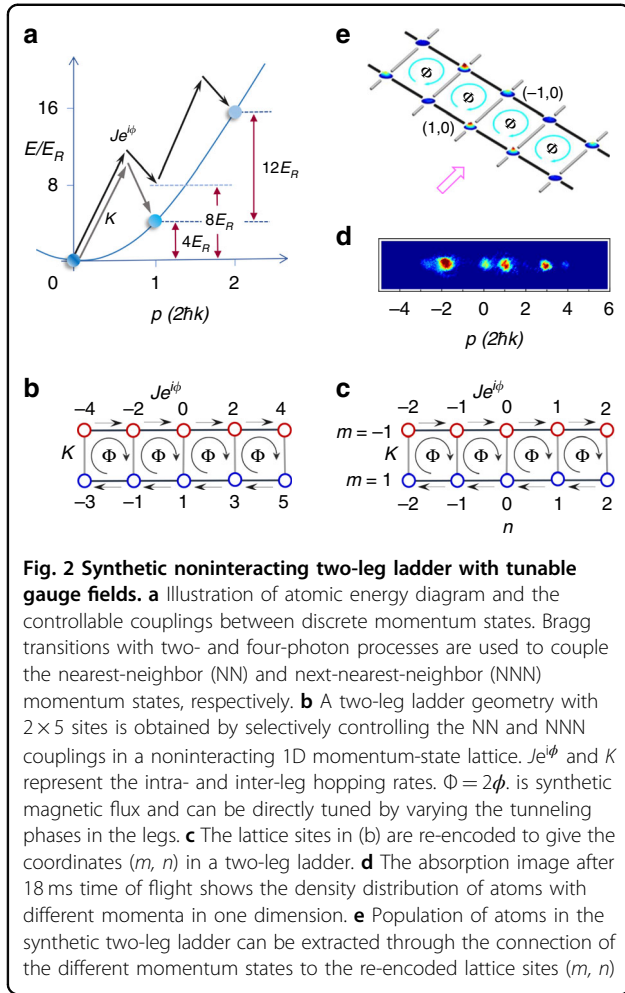 a
16
E/E_R
8
0
Je^{iϕ}
K
12E_R
8E_R
4E_R
1
2
p (2ħk)
e
Φ Φ Φ Φ
(−1,0)
(1,0)
d
−4 −2 0 2 4 6
p (2ħk)
b
Je^{iϕ}
−4 −2 0 2 4
K
Φ Φ Φ Φ
−3 −1 1 3 5
c
Je^{iϕ}
−2 −1 0 1 2
m = −1
K
Φ Φ Φ Φ
m = 1
−2 −1 0 1 2
n
Fig. 2 Synthetic noninteracting two-leg ladder with tunable
gauge fields. a Illustration of atomic energy diagram and the
controllable couplings between discrete momentum states. Bragg
transitions with two- and four-photon processes are used to couple
the nearest-neighbor (NN) and next-nearest-neighbor (NNN)
momentum states, respectively. b A two-leg ladder geometry with
2 × 5 sites is obtained by selectively controlling the NN and NNN
couplings in a noninteracting 1D momentum-state lattice. Je^{iϕ} and K
represent the intra- and inter-leg hopping rates. Φ = 2ϕ. is synthetic
magnetic flux and can be directly tuned by varying the tunneling
phases in the legs. c The lattice sites in (b) are re-encoded to give the
coordinates (m, n) in a two-leg ladder. d The absorption image after
18 ms time of flight shows the density distribution of atoms with
different momenta in one dimension. e Population of atoms in the
synthetic two-leg ladder can be extracted through the connection of
the different momentum states to the re-encoded lattice sites (m, n)